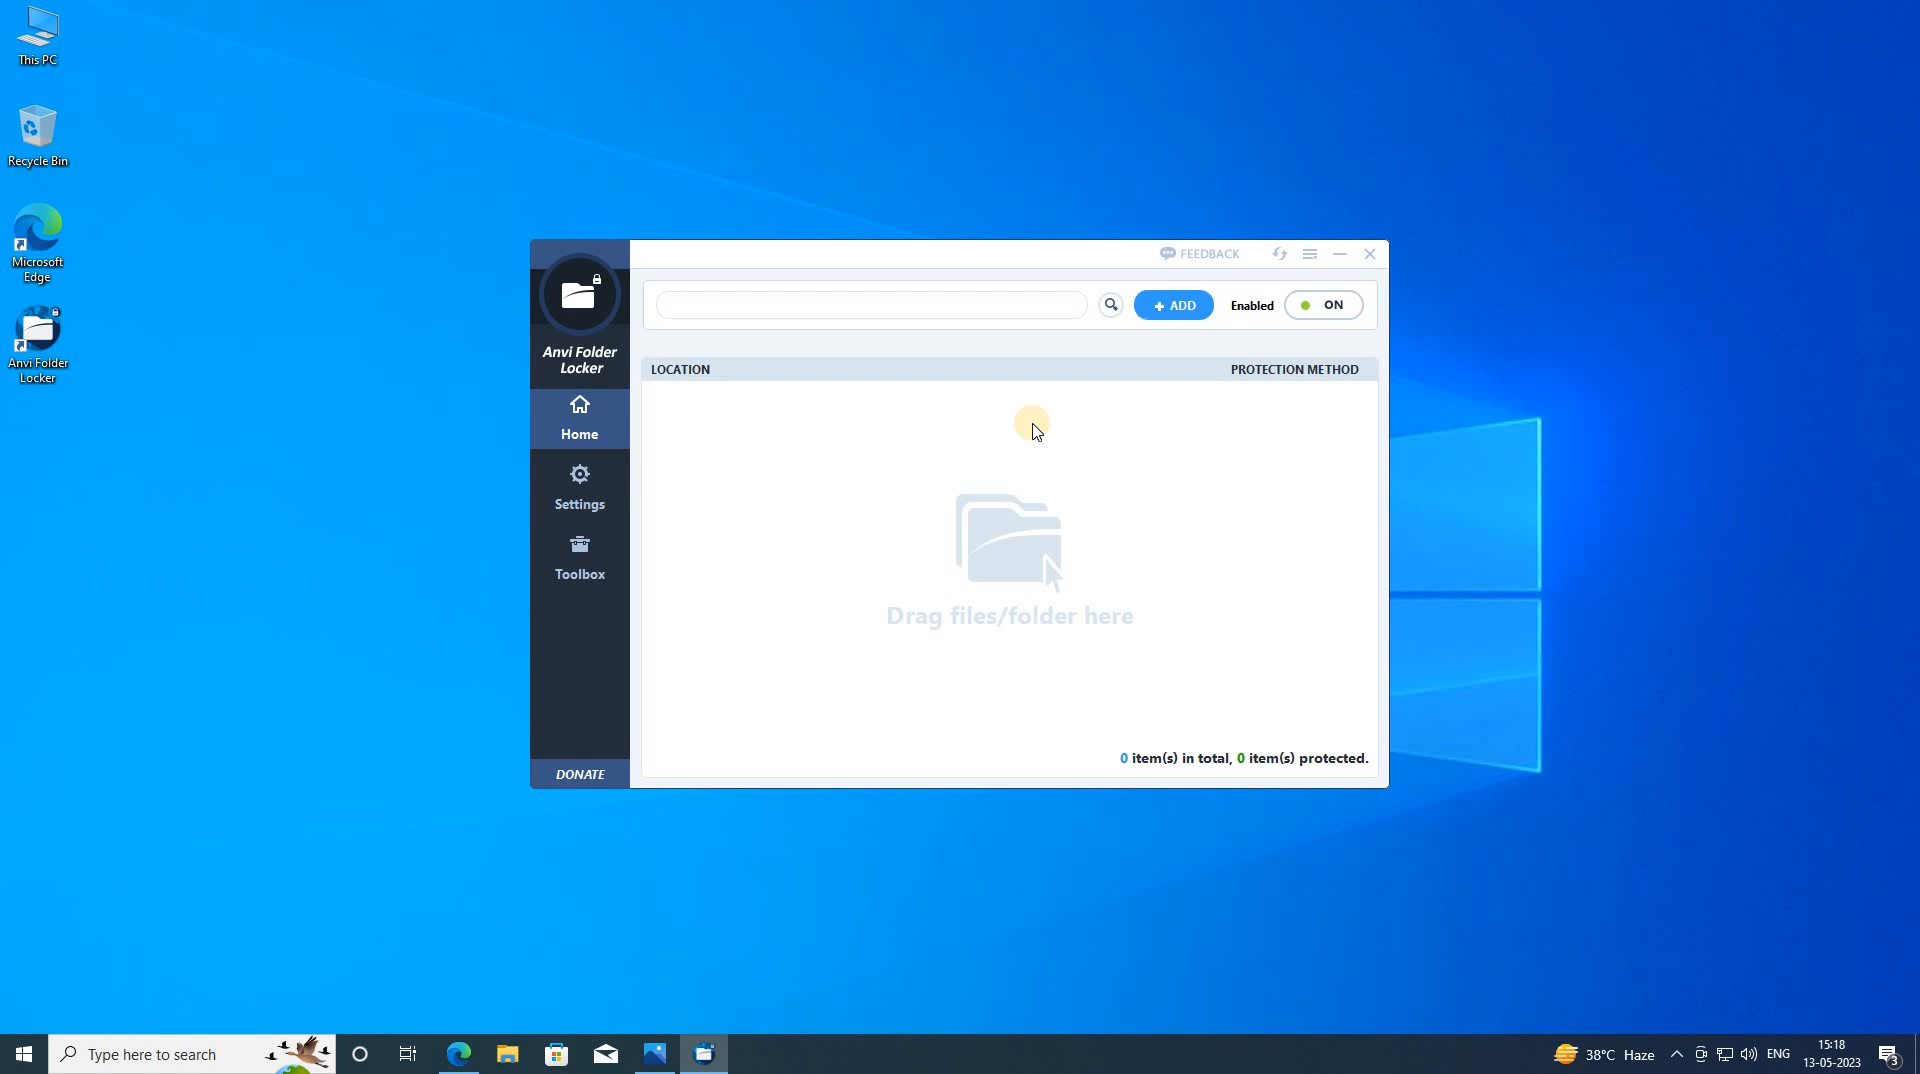 This PC
Recycle Bin
Microsoft
Edge
Anvi Folder
Locker
FEEDBACK
ADD
Enabled
ON
Anvi Folder
Locker
LOCATION
PROTECTION METHOD
Home
Settings
Toolbox
Drag files/folder here
0 item(s) in total, 0 item(s) protected.
DONATE
Type here to search
38°C Haze
ENG
15:18
13-05-2023
3